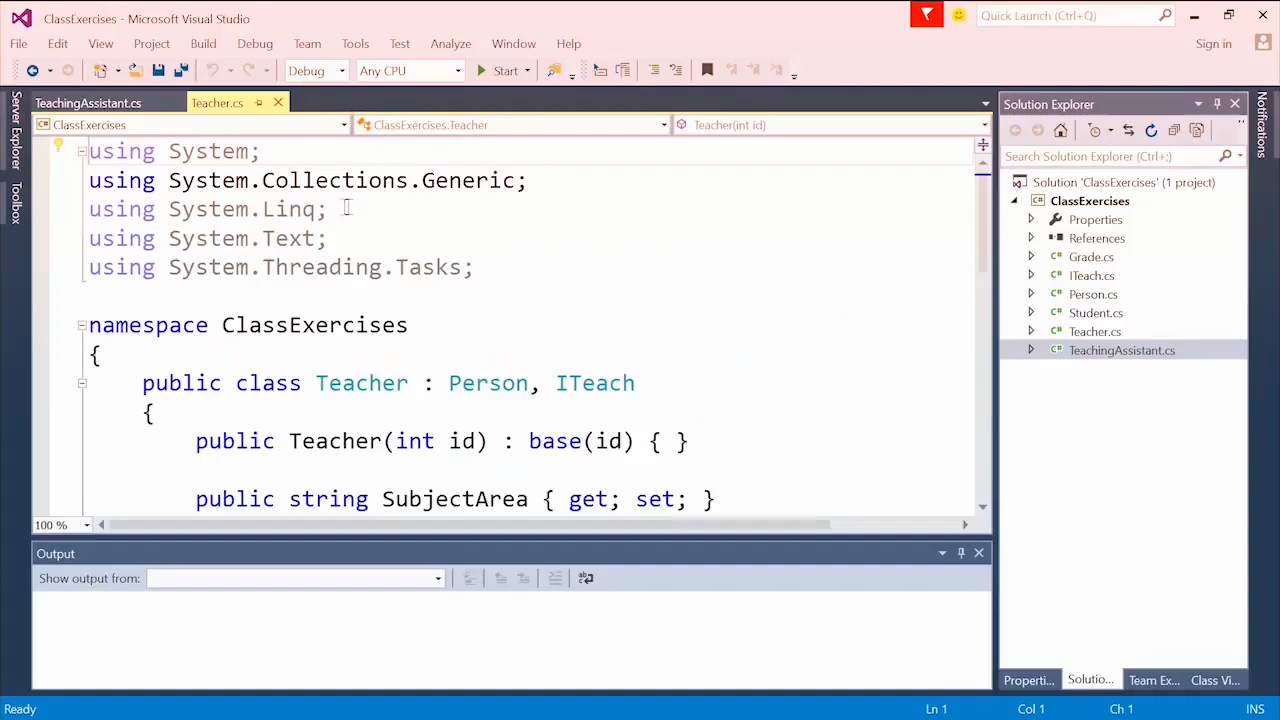 ClassExercises - Microsoft Visual Studio
Quick Launch (Ctrl+Q)
File Edit View Project Build Debug Team Tools Test Analyze Window Help
Sign in
Debug Any CPU Start
Server Explorer
Toolbox
TeachingAssistant.cs Teacher.cs
ClassExercises ClassExercises.Teacher Teacher(int id)
using System;
using System.Collections.Generic;
using System.Linq;
using System.Text;
using System.Threading.Tasks;
namespace ClassExercises
{
public class Teacher : Person, ITeach
{
public Teacher(int id) : base(id) { }
public string SubjectArea { get; set; }
100 %
Output
Show output from:
Solution Explorer
Search Solution Explorer (Ctrl+;)
Solution 'ClassExercises' (1 project)
ClassExercises
Properties
References
Grade.cs
ITeach.cs
Person.cs
Student.cs
Teacher.cs
TeachingAssistant.cs
Properti... Solutio... Team Ex... Class Vi...
Notifications
Ready Ln 1 Col 1 Ch 1 INS